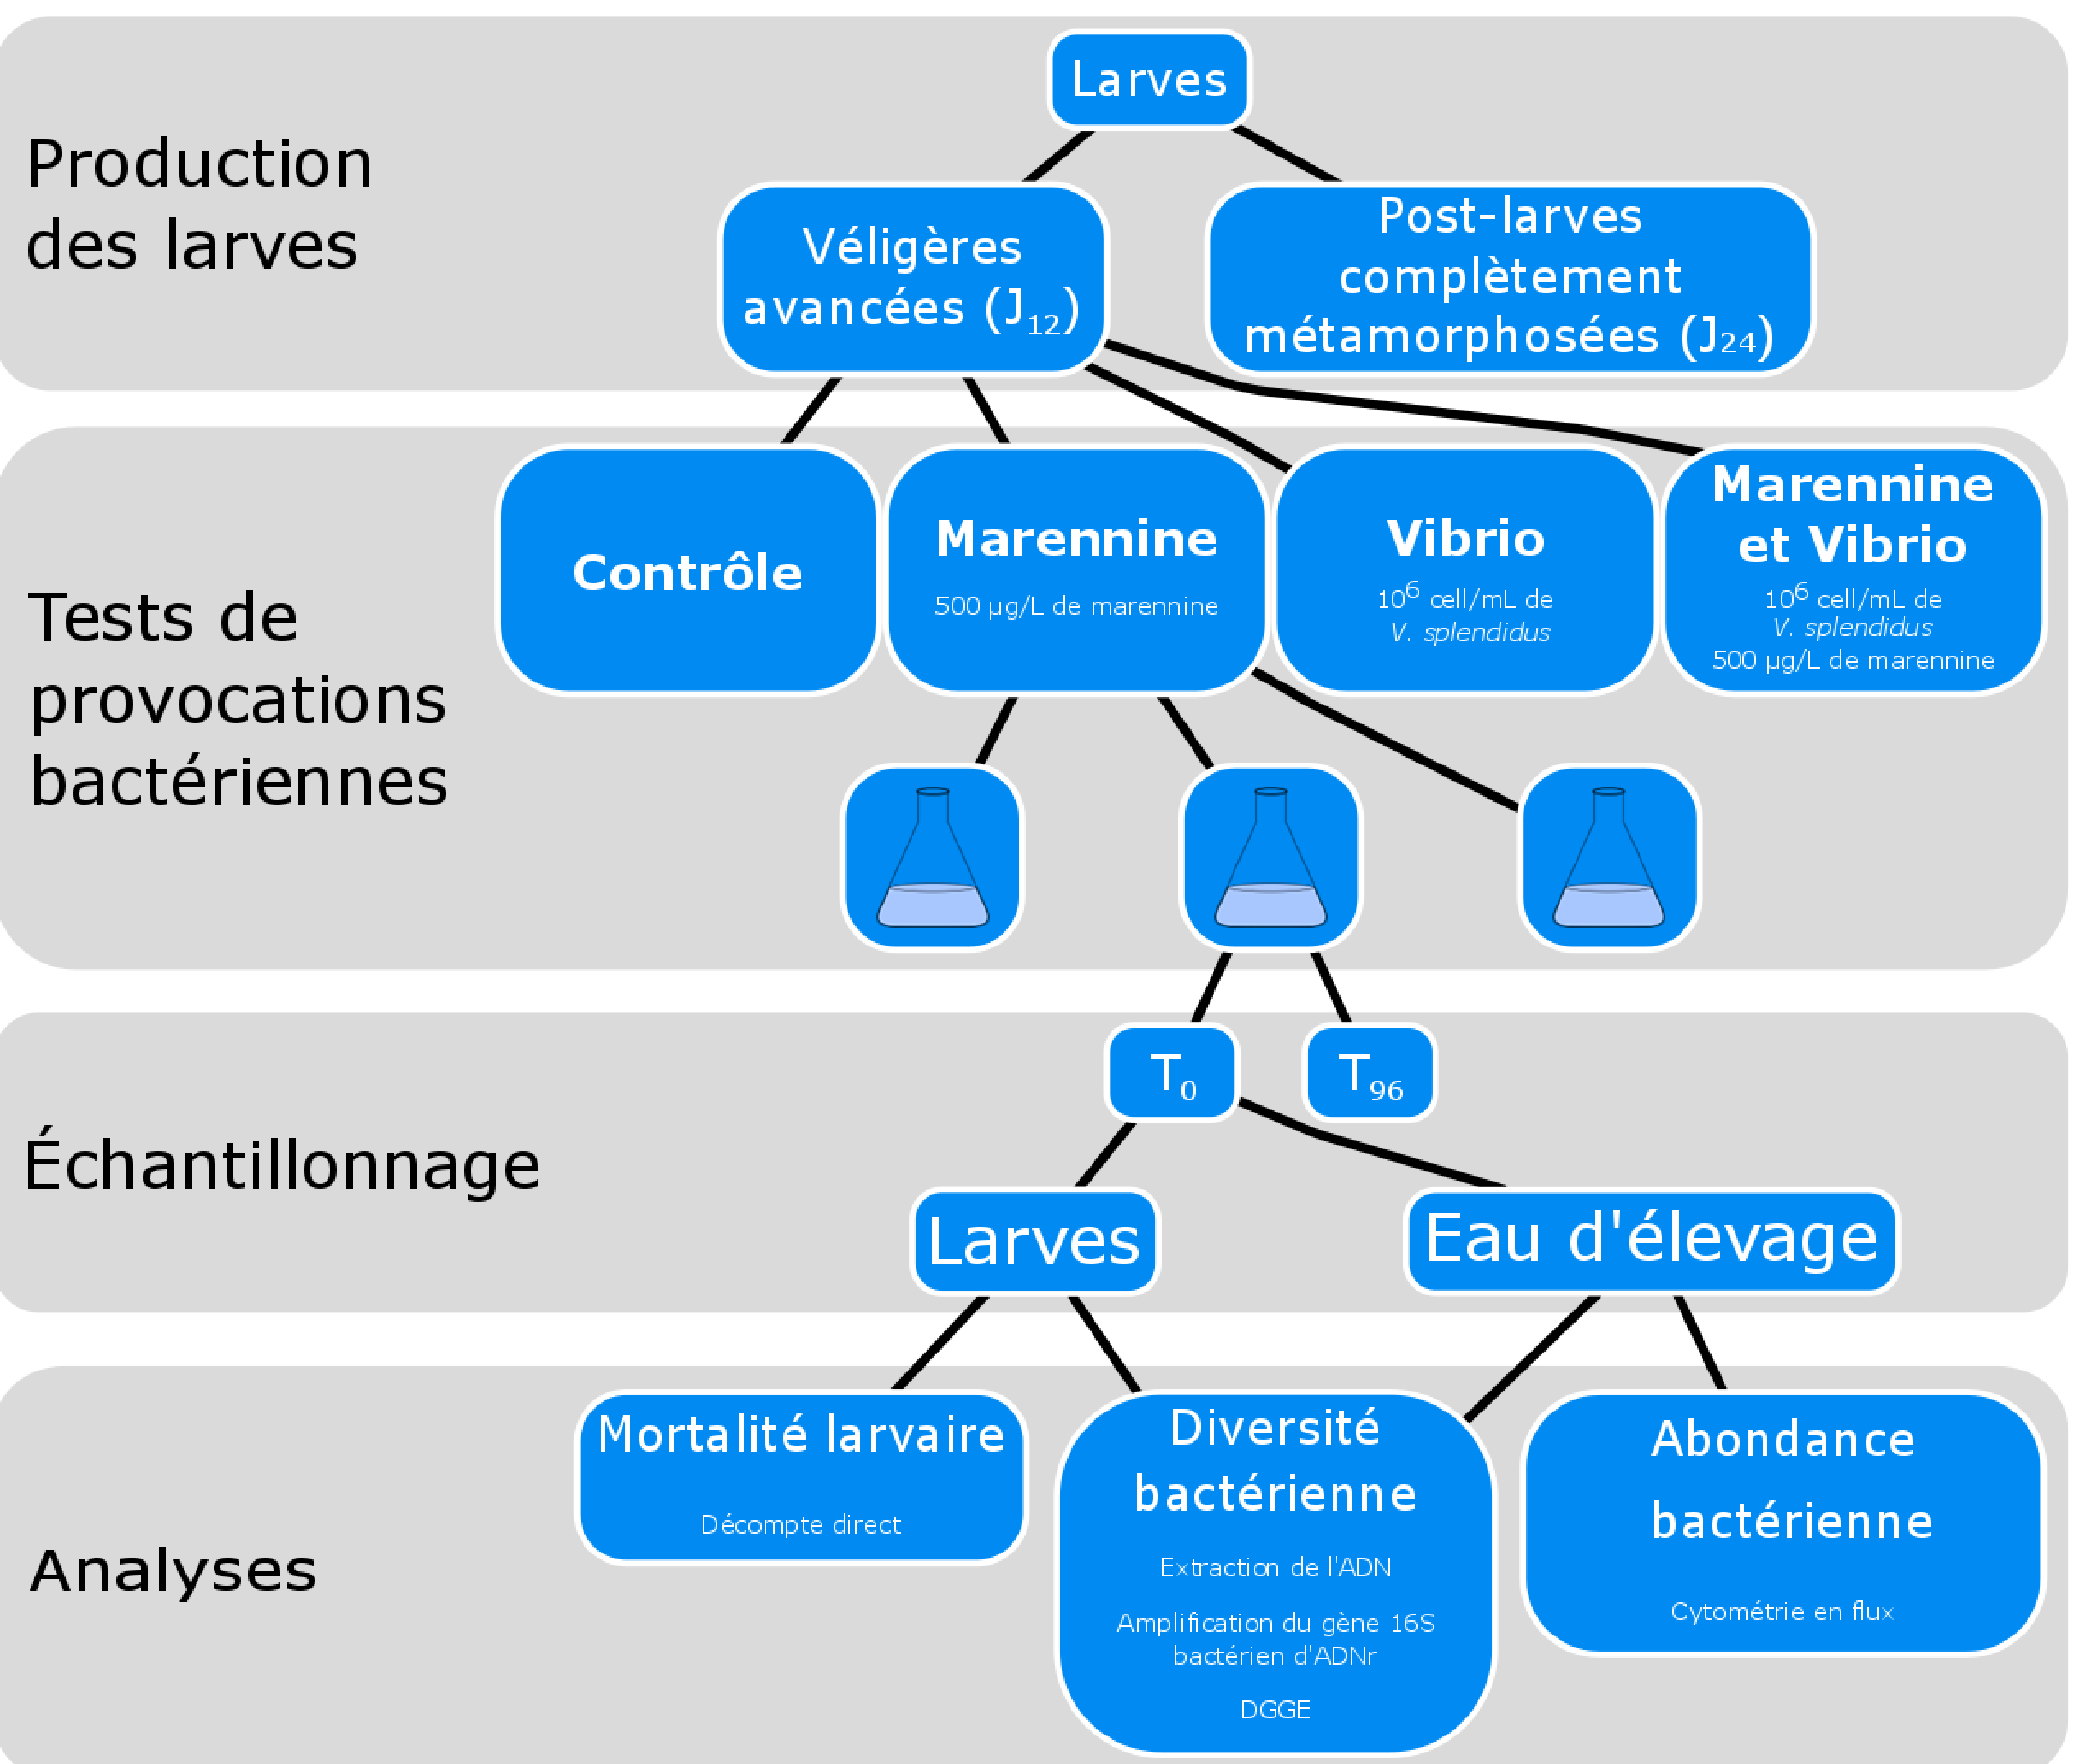 Production
des larves
Larves
Véligères
avancées (J12)
Post-larves
complètement
métamorphosées (J24)
Tests de
provocations
bactériennes
Contrôle
Marennine
500 µg/L de marennine
Vibrio
10⁶ cell/mL de
V. splendidus
Marennine
et Vibrio
10⁶ cell/mL de
V. splendidus
500 µg/L de marennine
Échantillonnage
T0
T96
Larves
Eau d'élevage
Analyses
Mortalité larvaire
Décompte direct
Diversité
bactérienne
Extraction de l'ADN
Amplification du gène 16S
bactérien d'ADNr
DGGE
Abondance
bactérienne
Cytométrie en flux